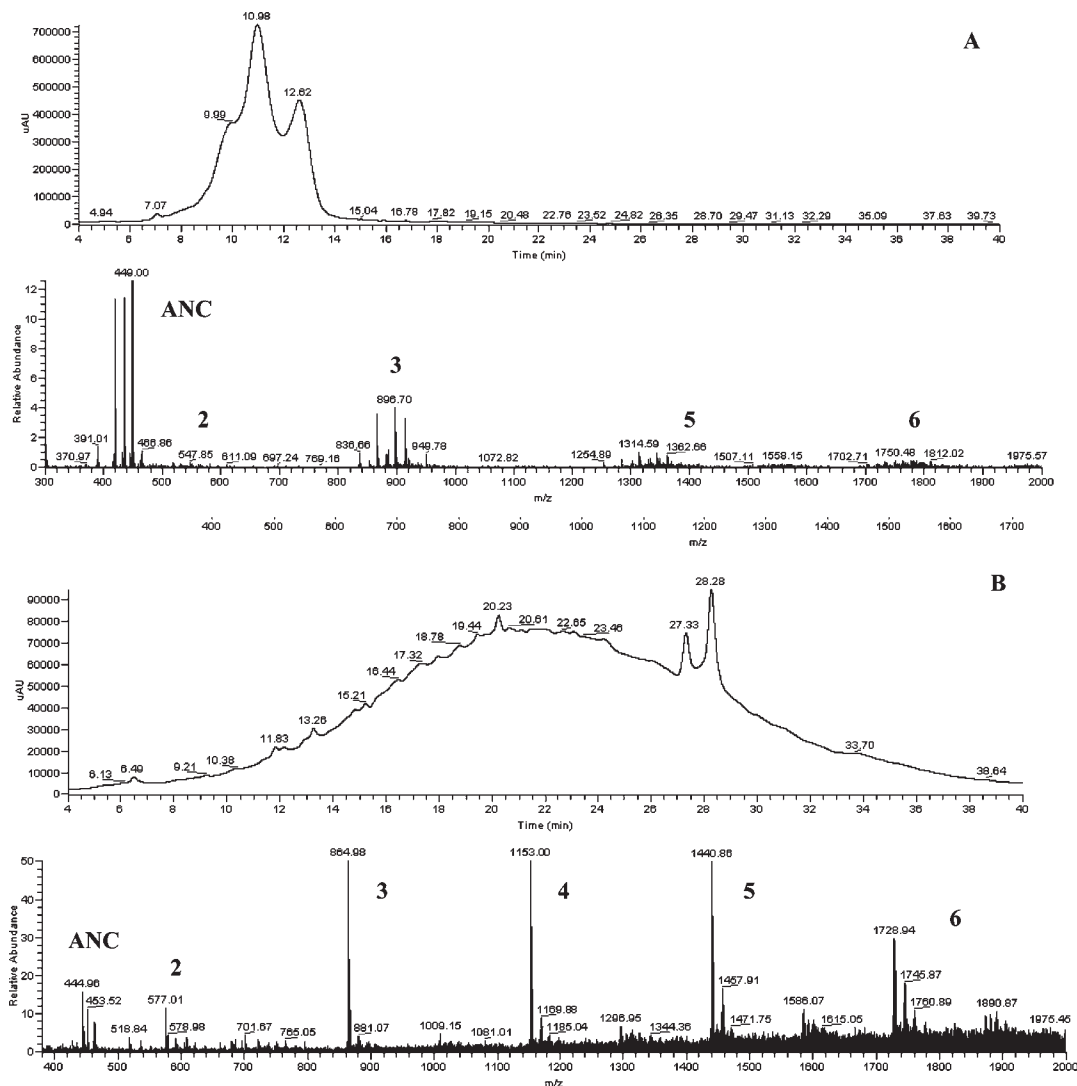 10.98
A
700000
600000
12.62
500000
9.99
400000
uAU
300000
200000
100000
4.94 7.07 15.04 16.78 17.82 19.15 20.48 22.76 23.52 24.82 26.35 28.70 29.47 31.13 32.29 35.09 37.63 39.73
0
4 6 8 10 12 14 16 18 20 22 24 26 28 30 32 34 36 38 40
Time (min)
449.00
12
ANC
10
8
Relative Abundance
6
3
896.70
4
2 5 6
391.01 836.66
2
370.97 466.86 547.85 611.09 697.24 769.16 949.78 1072.82 1254.89 1314.59 1362.66 1507.11 1558.15 1702.71 1750.48 1812.02 1975.57
0
300 400 500 600 700 800 900 1000 1100 1200 1300 1400 1500 1600 1700 1800 1900 2000
m/z
400 500 600 700 800 900 1000 1100 1200 1300 1400 1500 1600 1700
m/z m/z
B
28.28
90000
20.23
80000
19.44 20.61 22.65 23.46 27.33
70000
18.78
17.32
60000
16.44
50000
15.21
uAU
40000
13.26
30000
11.83
20000
6.13 6.49 9.21 10.38 33.70 38.64
10000
0
4 6 8 10 12 14 16 18 20 22 24 26 28 30 32 34 36 38 40
Time (min)
864.98 1153.00 1440.86
50
3 4 5
40
6
ANC
1728.94
30
Relative Abundance
2
20
444.96 1457.91 1745.87
453.52 577.01
10
518.84 578.98 701.67 765.05 881.07 1009.15 1081.01 1169.88 1185.04 1296.95 1344.36 1471.75 1586.07 1615.05 1760.89 1890.87 1975.45
0
400 500 600 700 800 900 1000 1100 1200 1300 1400 1500 1600 1700 1800 1900 2000
m/z